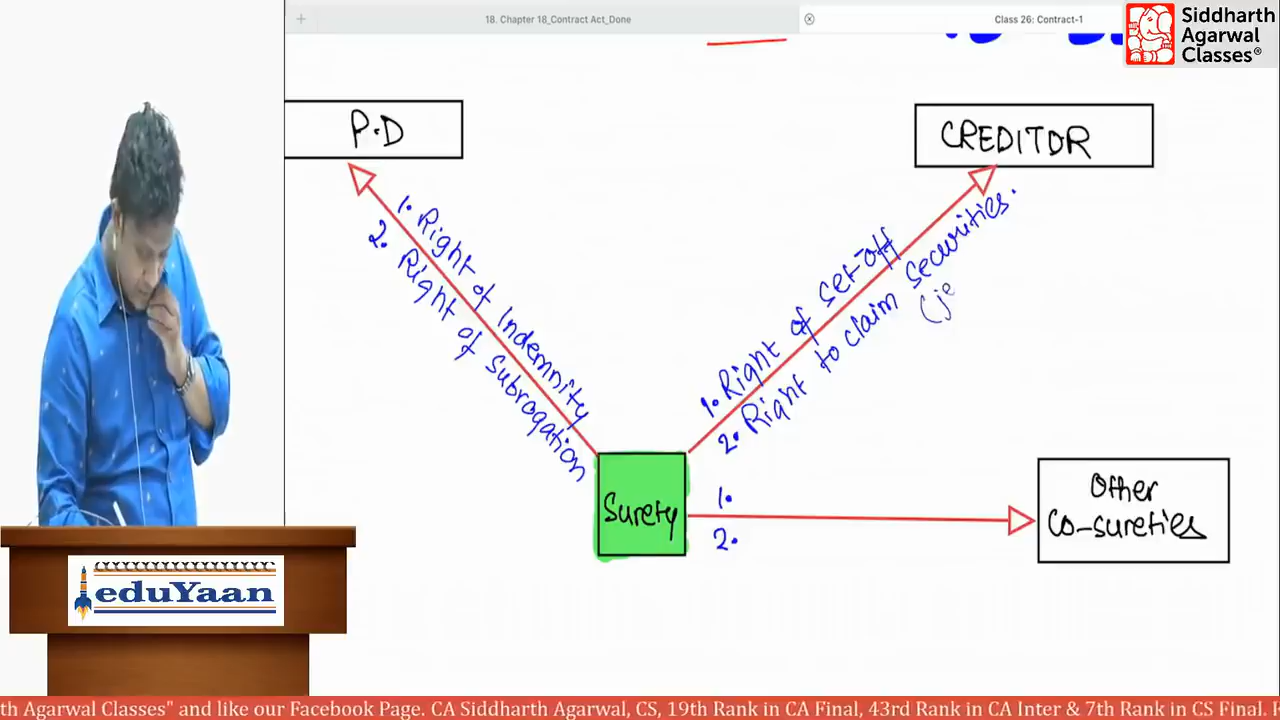 18. Chapter 18_Contract Act_Done
Class 26: Contract-1
Siddharth
Agarwal
Classes®
P.D
CREDITOR
1. Right of Indemnity
2. Right of subrogation
1. Right of set-off
2. Right to claim securities.
(je
Surety
1.
2.
Other
Co-sureties
eduYaan
th Agarwal Classes" and like our Facebook Page. CA Siddharth Agarwal, CS, 19th Rank in CA Final, 43rd Rank in CA Inter & 7th Rank in CS Final.